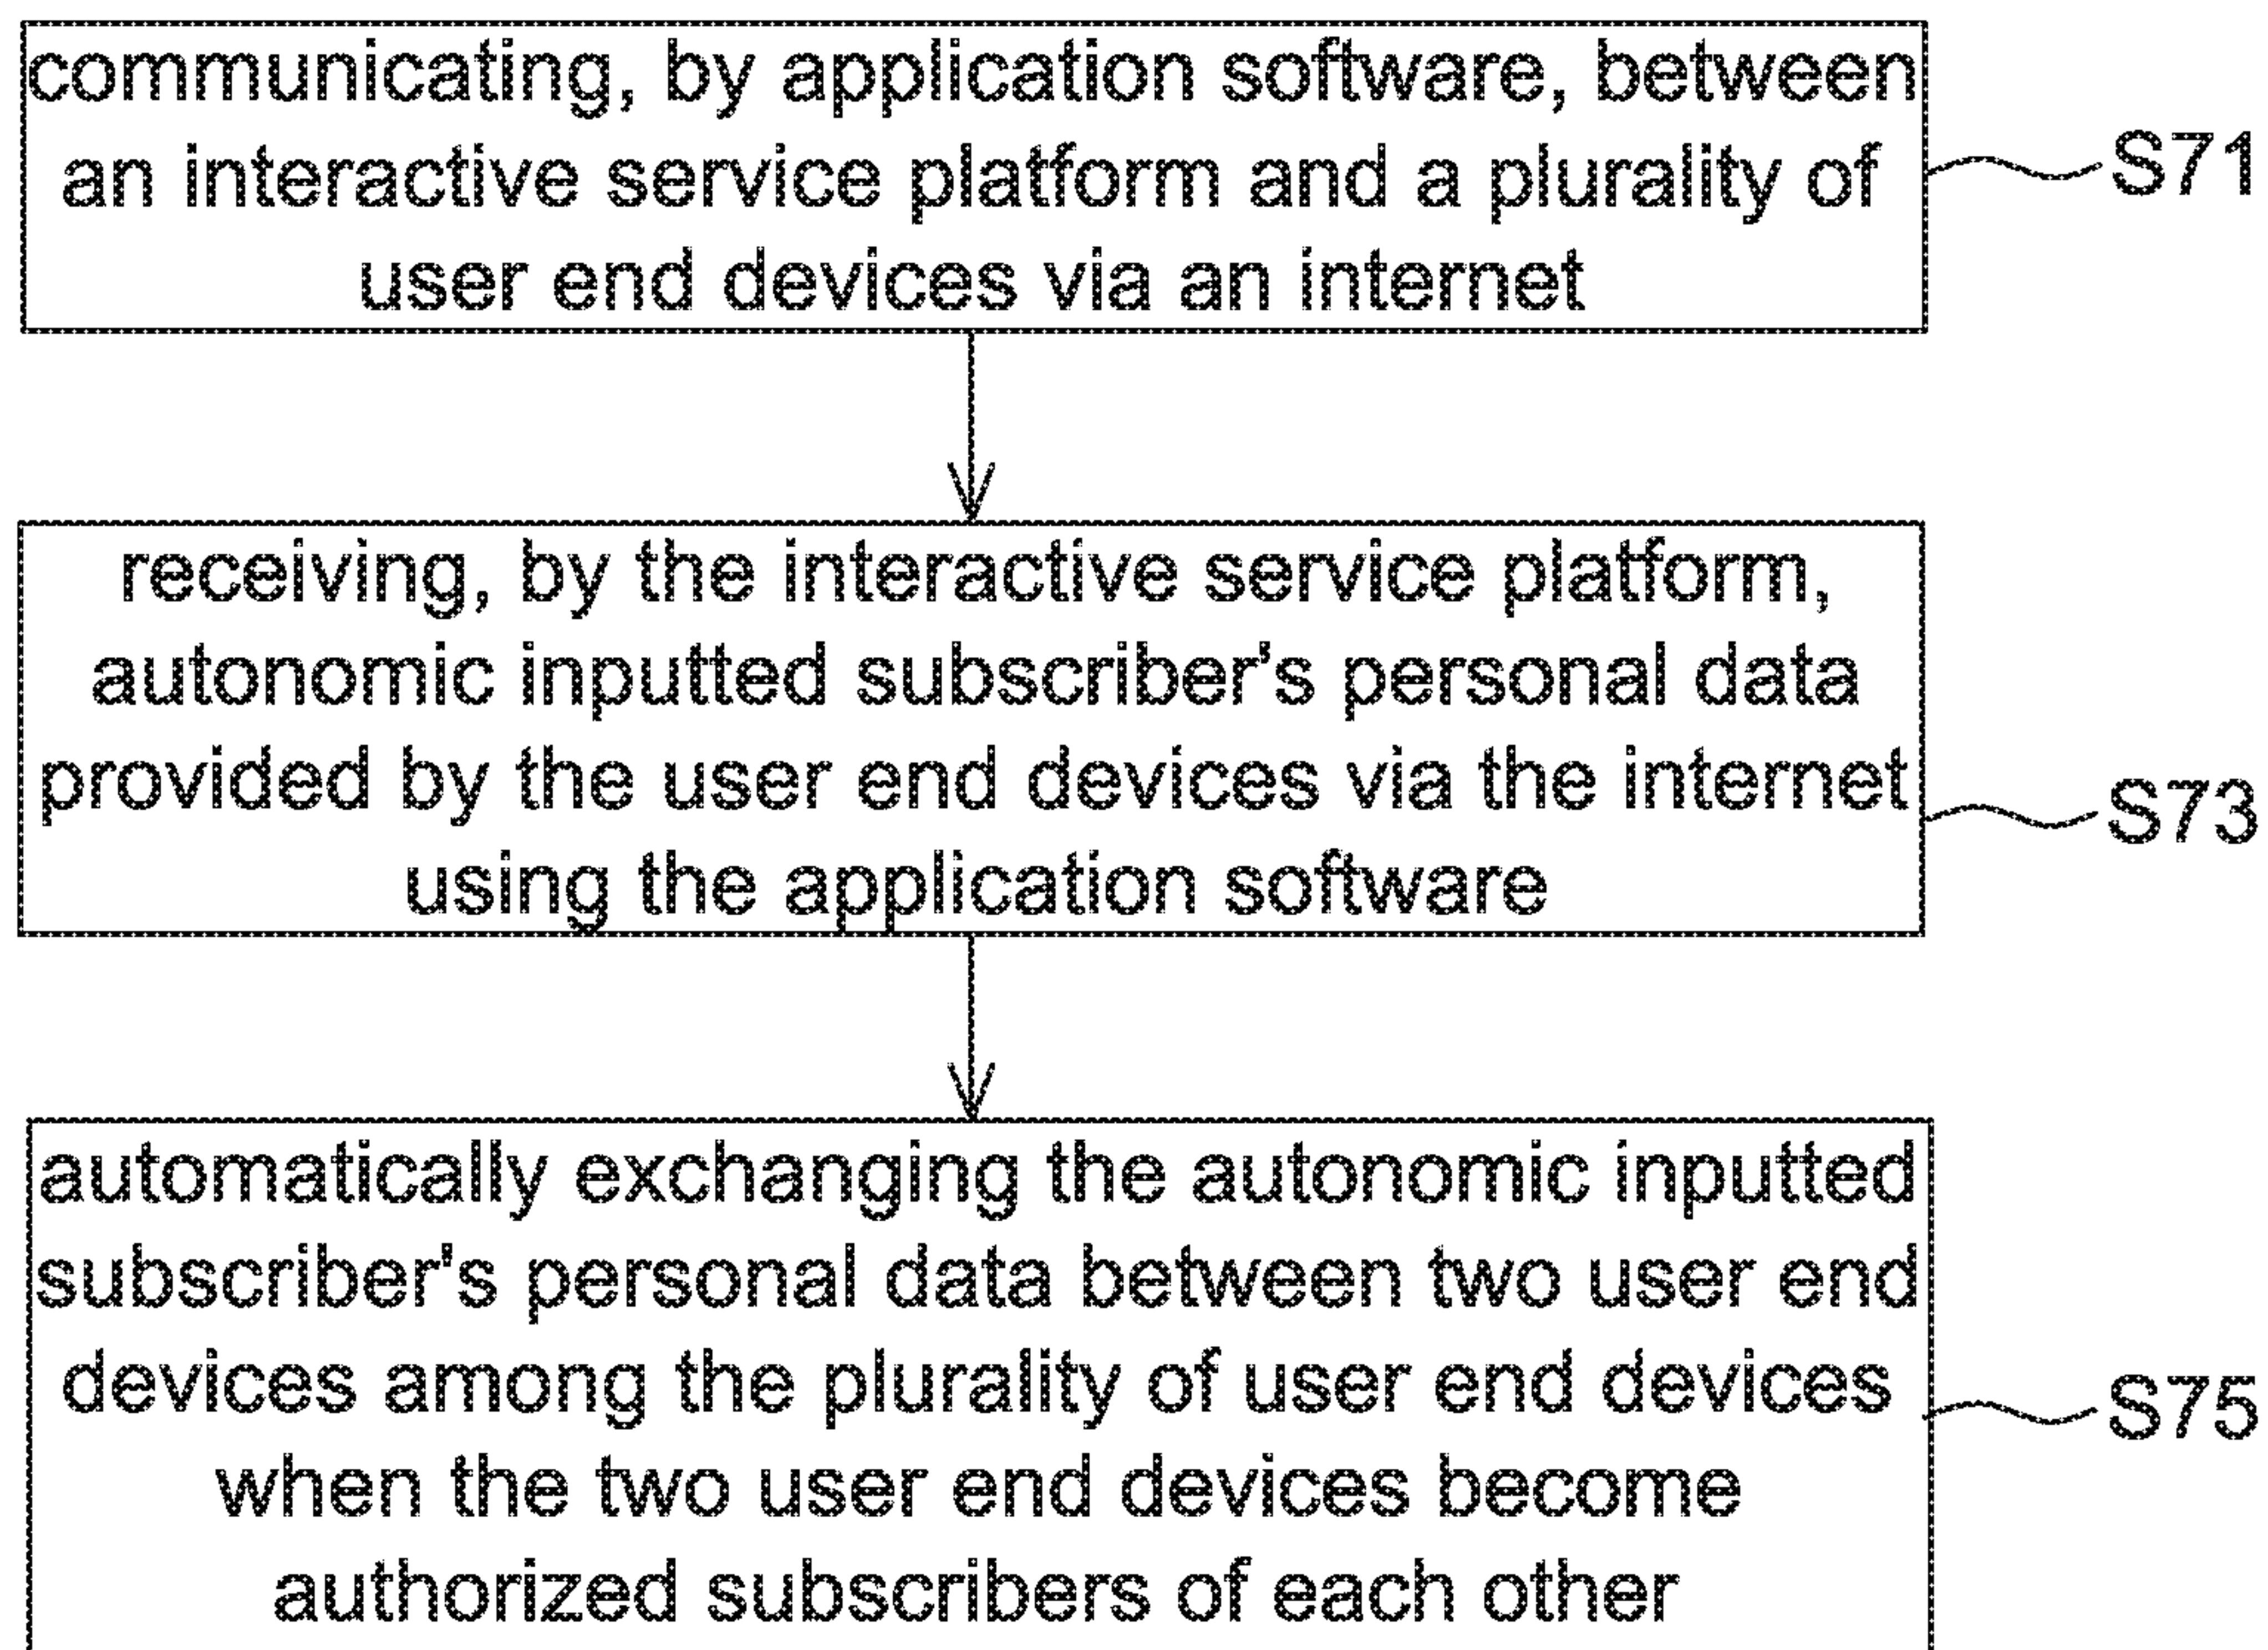 communicating, by application software, between
an interactive service platform and a plurality of
user end devices via an internet
S71
receiving, by the interactive service platform,
autonomic inputted subscriber's personal data
provided by the user end devices via the internet
using the application software
S73
automatically exchanging the autonomic inputted
subscriber's personal data between two user end
devices among the plurality of user end devices
when the two user end devices become
authorized subscribers of each other
S75